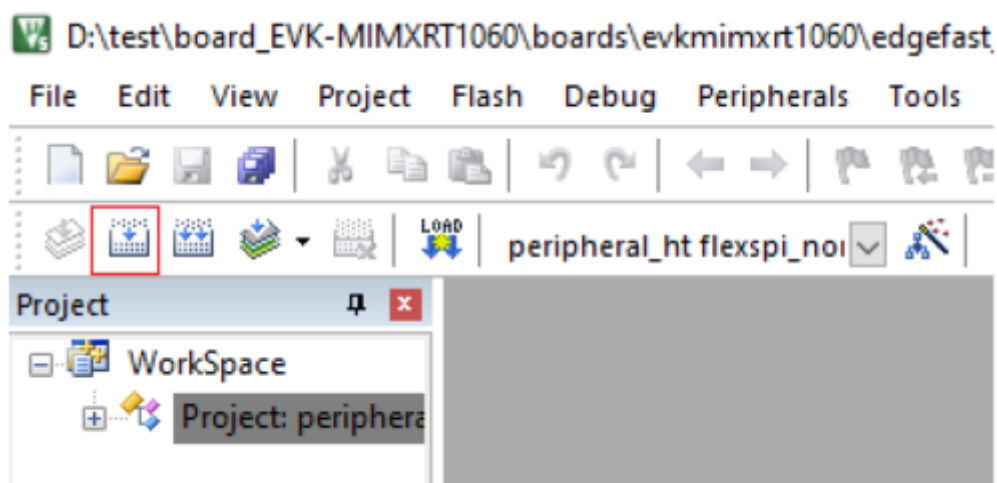 D:\test\board_EVK-MIMXRT1060\boards\evkmimxrt1060\edgefast_
File Edit View Project Flash Debug Peripherals Tools
LOAD peripheral_ht flexspi_nor
Project
WorkSpace
Project: periphera